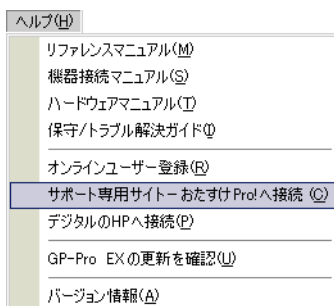 ヘルプ(H)
リファレンスマニュアル(M)
機器接続マニュアル(S)
ハードウェアマニュアル(T)
保守/トラブル解決ガイド(I)
オンラインユーザー登録(R)
サポート専用サイト－おたすけPro!へ接続 (C)
デジタルのHPへ接続(P)
GP-Pro EXの更新を確認(U)
バージョン情報(A)